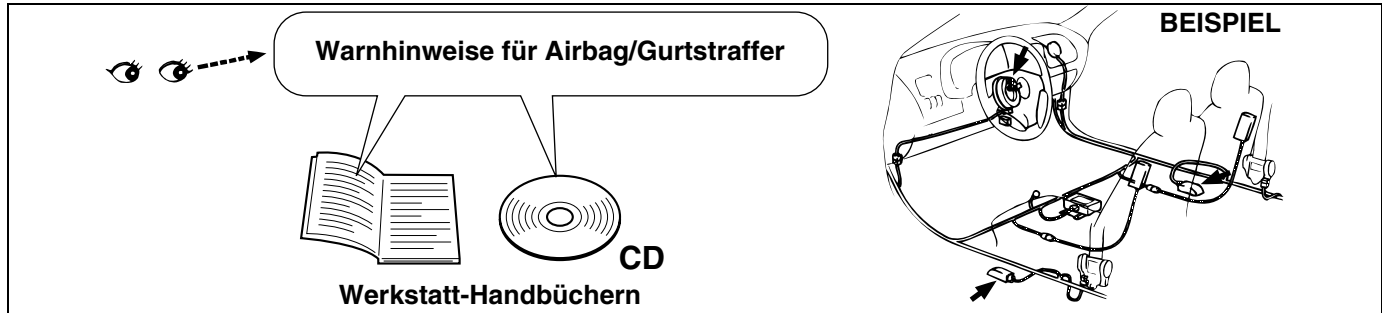 Warnhinweise für Airbag/Gurtstraffer
BEISPIEL
CD
Werkstatt-Handbüchern